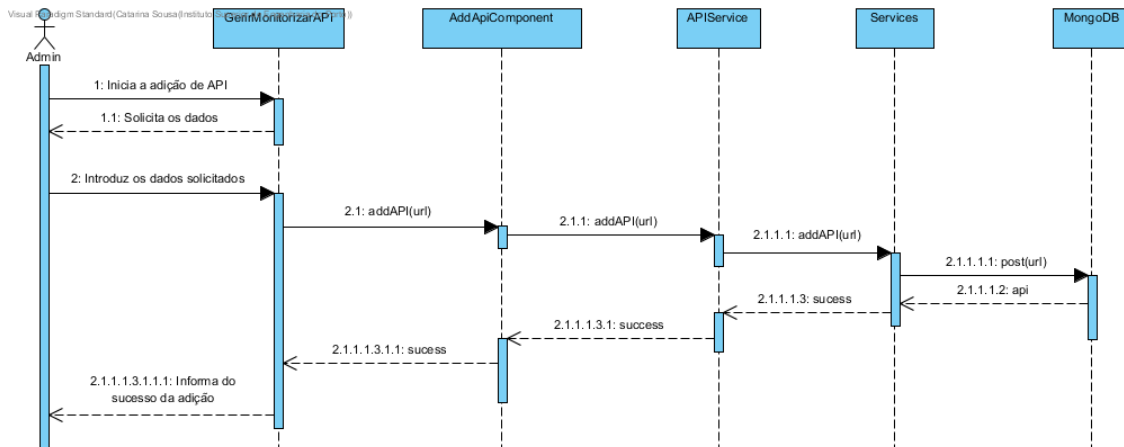 Visual Paradigm Standard(Catarina Sousa(Instituto
GerirMonitorizarAPI
AddApiComponent
APIService
Services
MongoDB
Admin
1: Inicia a adição de API
1.1: Solicita os dados
2: Introduz os dados solicitados
2.1: addAPI(url)
2.1.1: addAPI(url)
2.1.1.1: addAPI(url)
2.1.1.1.1: post(url)
2.1.1.1.2: api
2.1.1.1.3: sucess
2.1.1.1.3.1: success
2.1.1.1.3.1.1: sucess
2.1.1.1.3.1.1.1: Informa do
sucesso da adição